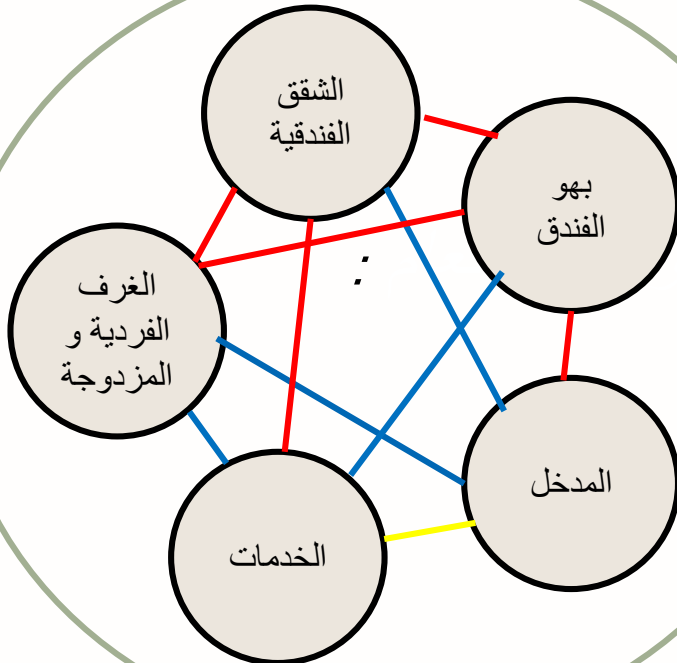 الشقق
الفندقية
بهو
الفندق
:
الغرف
الفردية و
المزدوجة
المدخل
الخدمات